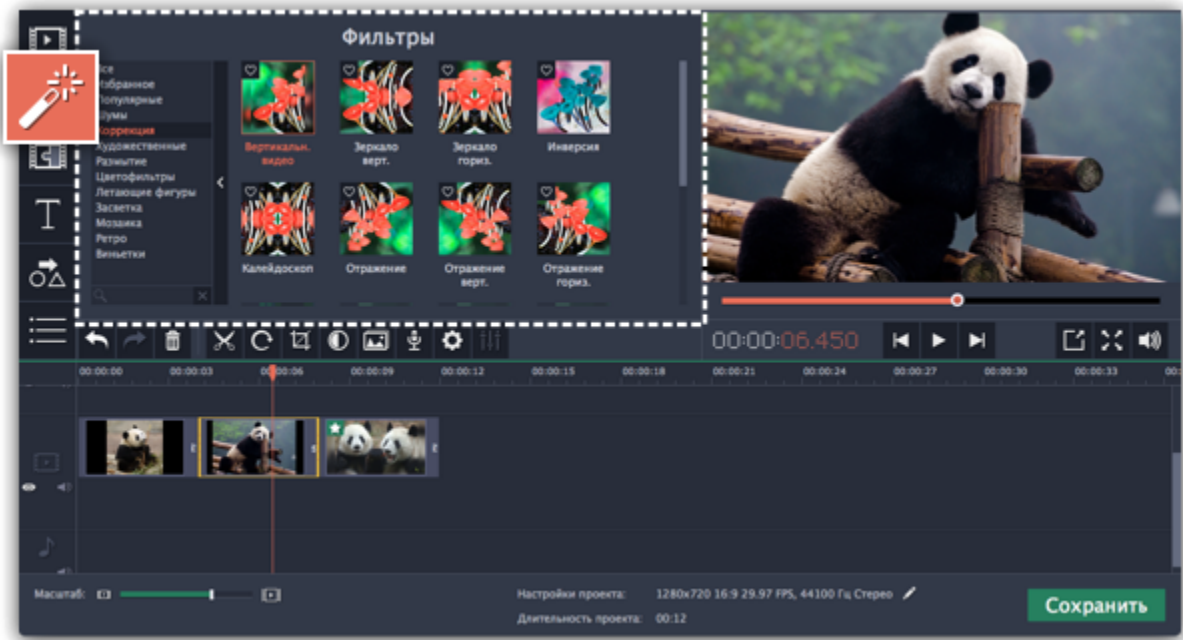 Фильтры
Все
Избранное
Популярные
Шумы
Коррекция
Художественные
Размытие
Цветофильтры
Летающие фигуры
Засветка
Мозаика
Ретро
Виньетки
Вертикальн.
видео
Зеркало
верт.
Зеркало
гориз.
Инверсия
Калейдоскоп
Отражение
Отражение
верт.
Отражение
гориз.
00:00:06.450
00:00:00
00:00:03
00:00:06
00:00:09
00:00:12
00:00:15
00:00:18
00:00:21
00:00:24
00:00:27
00:00:30
00:00:33
00:
Масштаб:
Настройки проекта: 1280x720 16:9 29.97 FPS, 44100 Гц Стерео
Длительность проекта: 00:12
Сохранить